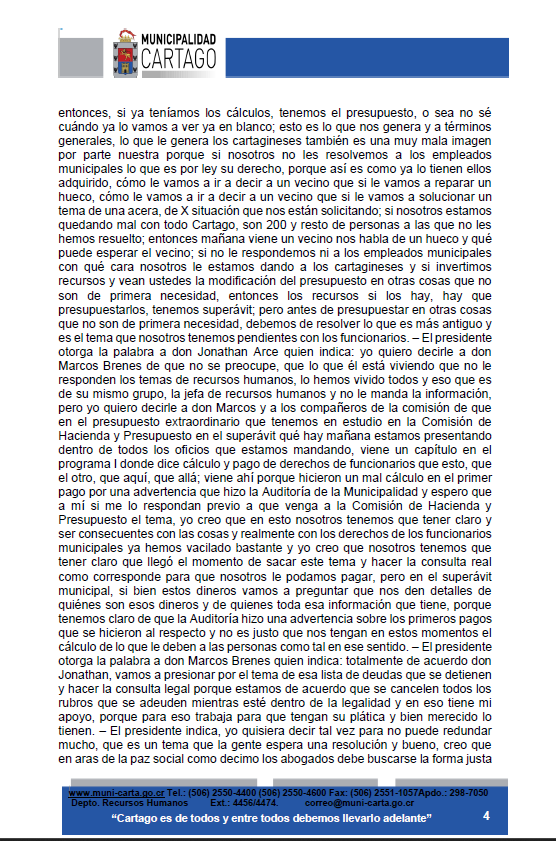 MUNICIPALIDAD
CARTAGO
entonces, si ya teníamos los cálculos, tenemos el presupuesto, o sea no sé
cuándo ya lo vamos a ver ya en blanco; esto es lo que nos genera y a términos
generales, lo que le genera los cartagineses también es una muy mala imagen
por parte nuestra porque si nosotros no les resolvemos a los empleados
municipales lo que es por ley su derecho, porque así es como ya lo tienen ellos
adquirido, cómo le vamos a ir a decir a un vecino que si le vamos a reparar un
hueco, cómo le vamos a ir a decir a un vecino que si le vamos a solucionar un
tema de una acera, de X situación que nos están solicitando; si nosotros estamos
quedando mal con todo Cartago, son 200 y resto de personas a las que no les
hemos resuelto; entonces mañana viene un vecino nos habla de un hueco y qué
puede esperar el vecino; si no le respondemos ni a los empleados municipales
con qué cara nosotros le estamos dando a los cartagineses y si invertimos
recursos y vean ustedes la modificación del presupuesto en otras cosas que no
son de primera necesidad, entonces los recursos si los hay, hay que
presupuestarlos, tenemos superávit; pero antes de presupuestar en otras cosas
que no son de primera necesidad, debemos de resolver lo que es más antiguo y
es el tema que nosotros tenemos pendientes con los funcionarios. – El presidente
otorga la palabra a don Jonathan Arce quien indica: yo quiero decirle a don
Marcos Brenes de que no se preocupe, que lo que él está viviendo que no le
responden los temas de recursos humanos, lo hemos vivido todos y eso que es
de su mismo grupo, la jefa de recursos humanos y no le manda la información,
pero yo quiero decirle a don Marcos y a los compañeros de la comisión de que
en el presupuesto extraordinario que tenemos en estudio en la Comisión de
Hacienda y Presupuesto en el superávit qué hay mañana estamos presentando
dentro de todos los oficios que estamos mandando, viene un capítulo en el
programa I donde dice cálculo y pago de derechos de funcionarios que esto, que
el otro, que aquí, que allá; viene ahí porque hicieron un mal cálculo en el primer
pago por una advertencia que hizo la Auditoría de la Municipalidad y espero que
a mí si me lo respondan previo a que venga a la Comisión de Hacienda y
Presupuesto el tema, yo creo que en esto nosotros tenemos que tener claro y
ser consecuentes con las cosas y realmente con los derechos de los funcionarios
municipales ya hemos vacilado bastante y yo creo que nosotros tenemos que
tener claro que llegó el momento de sacar este tema y hacer la consulta real
como corresponde para que nosotros le podamos pagar, pero en el superávit
municipal, si bien estos dineros vamos a preguntar que nos den detalles de
quiénes son esos dineros y de quienes toda esa información que tiene, porque
tenemos claro de que la Auditoría hizo una advertencia sobre los primeros pagos
que se hicieron al respecto y no es justo que nos tengan en estos momentos el
cálculo de lo que le deben a las personas como tal en ese sentido. – El presidente
otorga la palabra a don Marcos Brenes quien indica: totalmente de acuerdo don
Jonathan, vamos a presionar por el tema de esa lista de deudas que se detienen
y hacer la consulta legal porque estamos de acuerdo que se cancelen todos los
rubros que se adeuden mientras esté dentro de la legalidad y en eso tiene mi
apoyo, porque para eso trabaja para que tengan su plática y bien merecido lo
tienen. – El presidente indica, yo quisiera decir tal vez para no puede redundar
mucho, que es un tema que la gente espera una resolución y bueno, creo que
en aras de la paz social como decimo los abogados debe buscarse la forma justa
www.muni-carta.go.cr Tel.: (506) 2550-4400 (506) 2550-4600 Fax: (506) 2551-1057Apdo.: 298-7050
Depto. Recursos Humanos Ext.: 4456/4474. correo@muni-carta.go.cr
“Cartago es de todos y entre todos debemos llevarlo adelante” 4